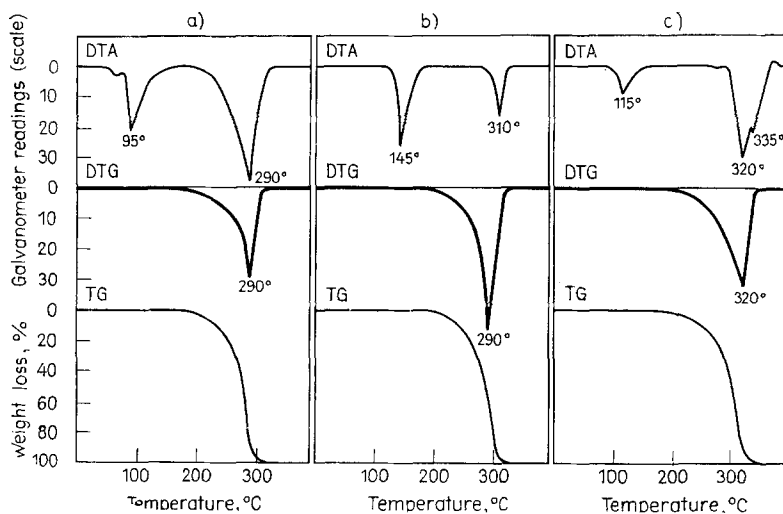 a)
b)
c)
Galvanometer readings (scale)
Weight loss, %
DTA
0
10
20
30
95°
290°
DTG
0
10
20
30
290°
TG
0
20
40
60
80
100
100 200 300
Temperature, °C
DTA
145°
310°
DTG
290°
TG
100 200 300
Temperature, °C
DTA
115°
335°
320°
DTG
320°
TG
100 200 300
Temperature, °C